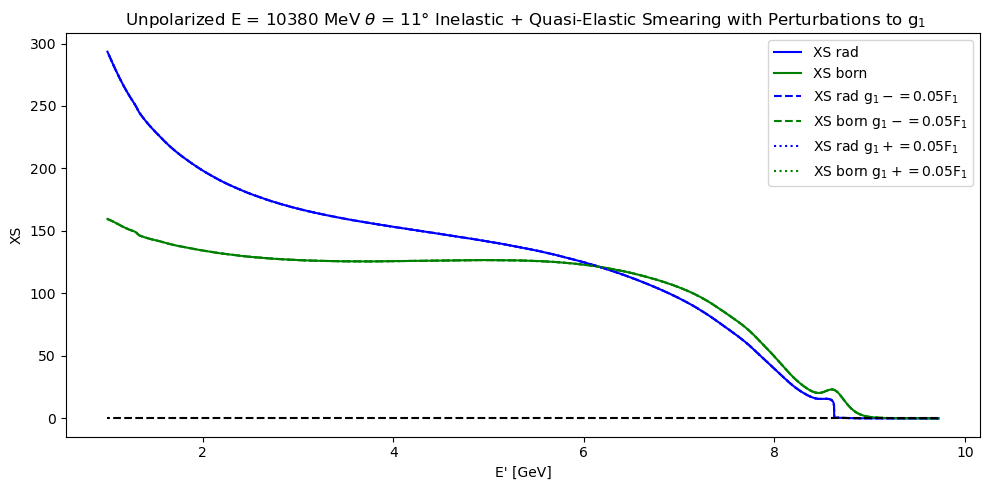 Unpolarized E = 10380 MeV θ = 11° Inelastic + Quasi-Elastic Smearing with Perturbations to g₁
XS
300
250
200
150
100
50
0
XS rad
XS born
XS rad g₁ − = 0.05F₁
XS born g₁ − = 0.05F₁
XS rad g₁ + = 0.05F₁
XS born g₁ + = 0.05F₁
2 4 6 8 10
E' [GeV]